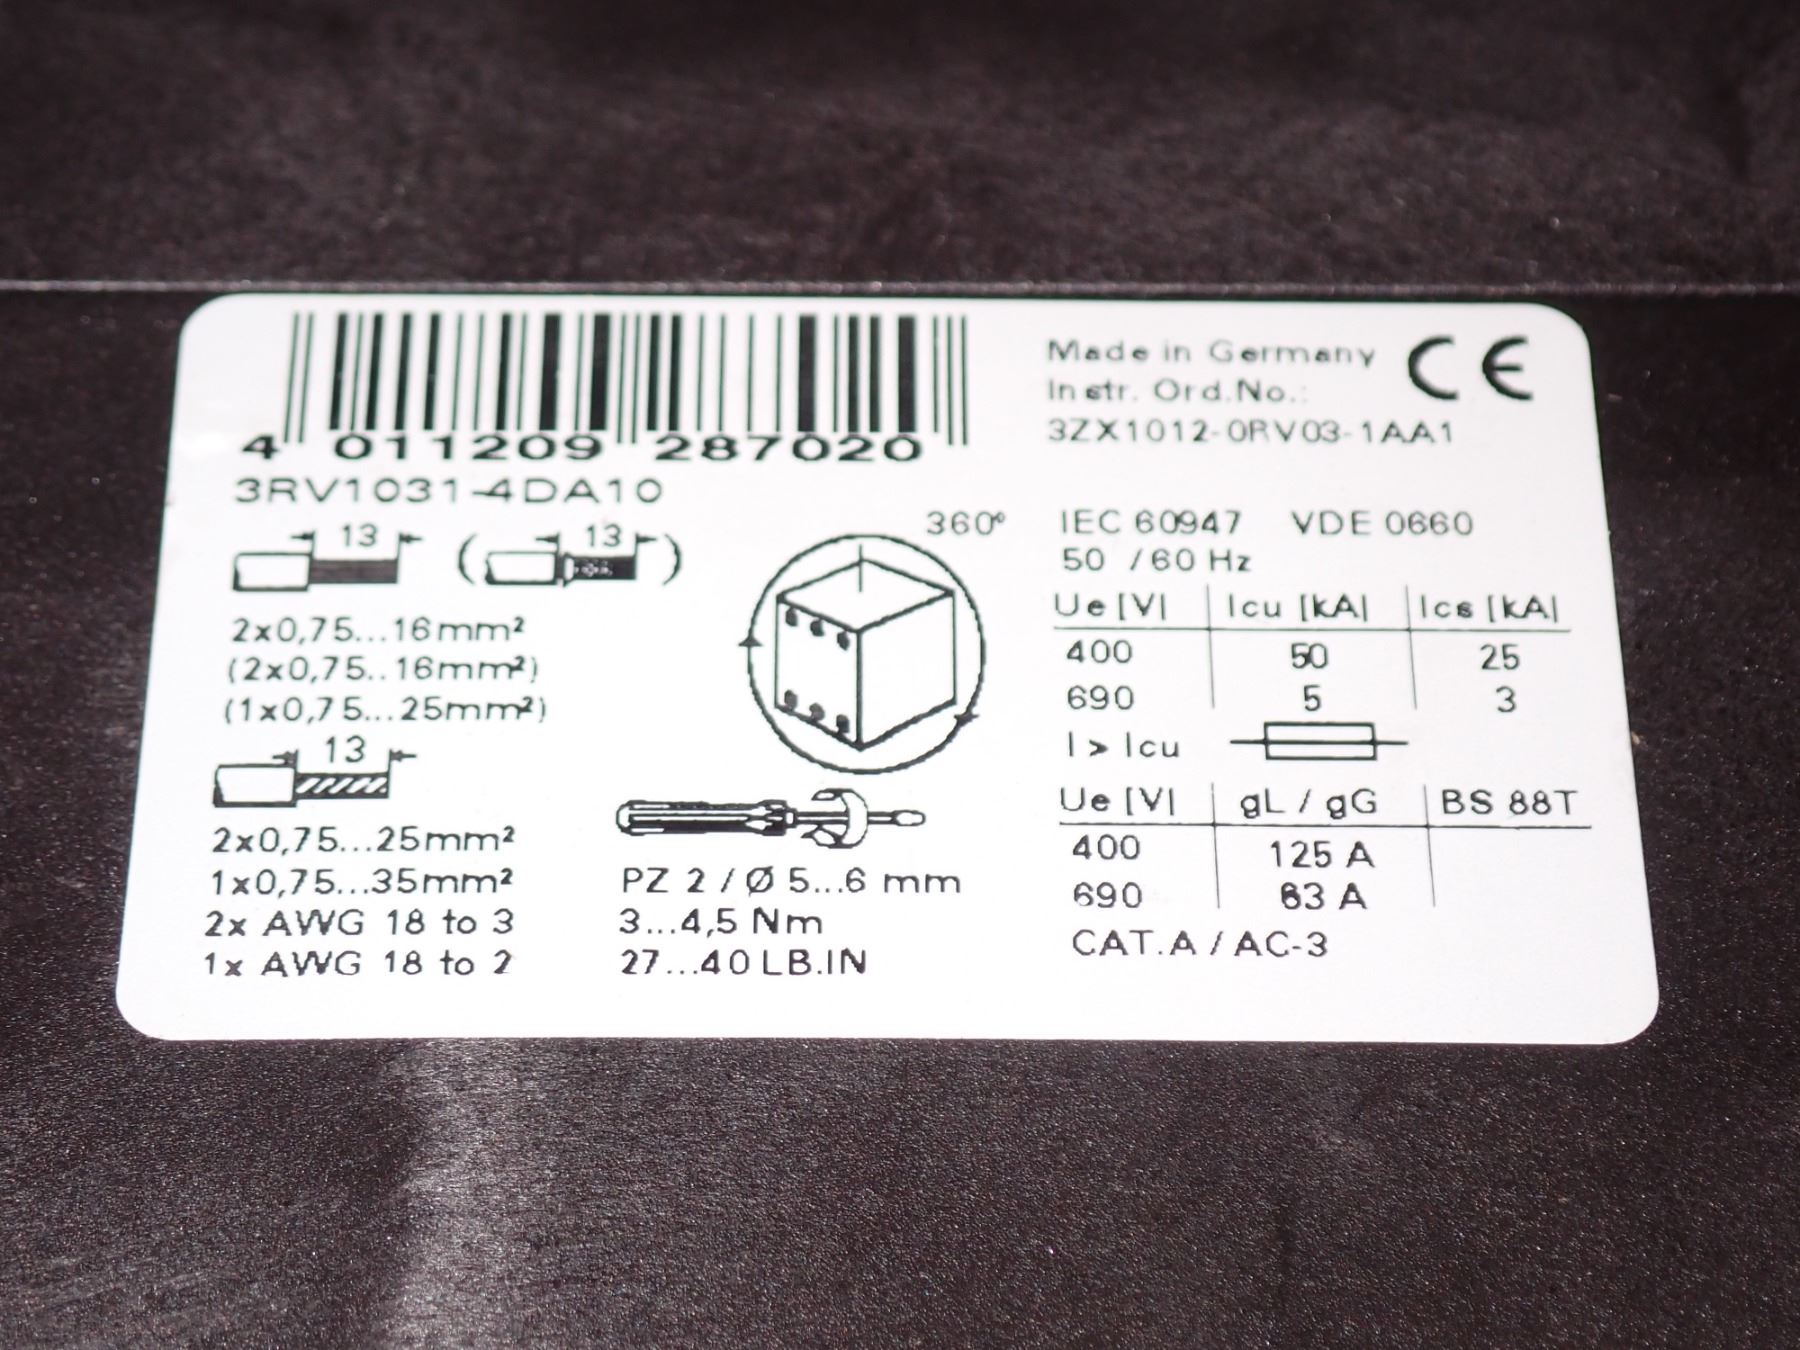 4 011209 287020
3RV1031-4DA10
13
( 13 )
2x0,75...16mm²
(2x0,75..16mm²)
(1x0,75...25mm²)
13
2x0,75...25mm²
1x0,75...35mm²
2x AWG 18 to 3
1x AWG 18 to 2
360°
PZ 2 / Ø 5...6 mm
3...4,5 Nm
27...40 LB.IN
Made in Germany CE
Instr. Ord.No.:
3ZX1012-0RV03-1AA1
IEC 60947 VDE 0660
50 /60 Hz
Ue [V] Icu [kA] Ics [kA]
400 50 25
690 5 3
I > Icu
Ue [V] gL / gG BS 88T
400 125 A
690 63 A
CAT.A / AC-3